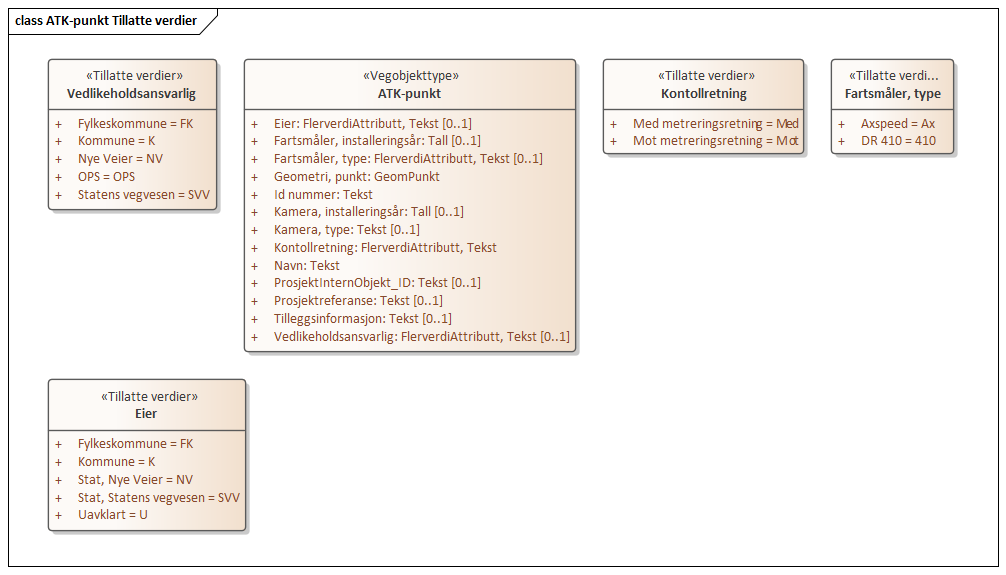 class ATK-punkt Tillatte verdier
«Tillatte verdier»
Vedlikeholdsansvarlig
+ Fylkeskommune = FK
+ Kommune = K
+ Nye Veier = NV
+ OPS = OPS
+ Statens vegvesen = SVV
«Vegobjekttype»
ATK-punkt
+ Eier: FlerverdiAttributt, Tekst [0..1]
+ Fartsmåler, installeringsår: Tall [0..1]
+ Fartsmåler, type: FlerverdiAttributt, Tekst [0..1]
+ Geometri, punkt: GeomPunkt
+ Id nummer: Tekst
+ Kamera, installeringsår: Tall [0..1]
+ Kamera, type: Tekst [0..1]
+ Kontollretning: FlerverdiAttributt, Tekst
+ Navn: Tekst
+ ProsjektInternObjekt_ID: Tekst [0..1]
+ Prosjektreferanse: Tekst [0..1]
+ Tilleggsinformasjon: Tekst [0..1]
+ Vedlikeholdsansvarlig: FlerverdiAttributt, Tekst [0..1]
«Tillatte verdier»
Kontollretning
+ Med metreringsretning = Med
+ Mot metreringsretning = Mot
«Tillatte verdi...
Fartsmåler, type
+ Axspeed = Ax
+ DR 410 = 410
«Tillatte verdier»
Eier
+ Fylkeskommune = FK
+ Kommune = K
+ Stat, Nye Veier = NV
+ Stat, Statens vegvesen = SVV
+ Uavklart = U